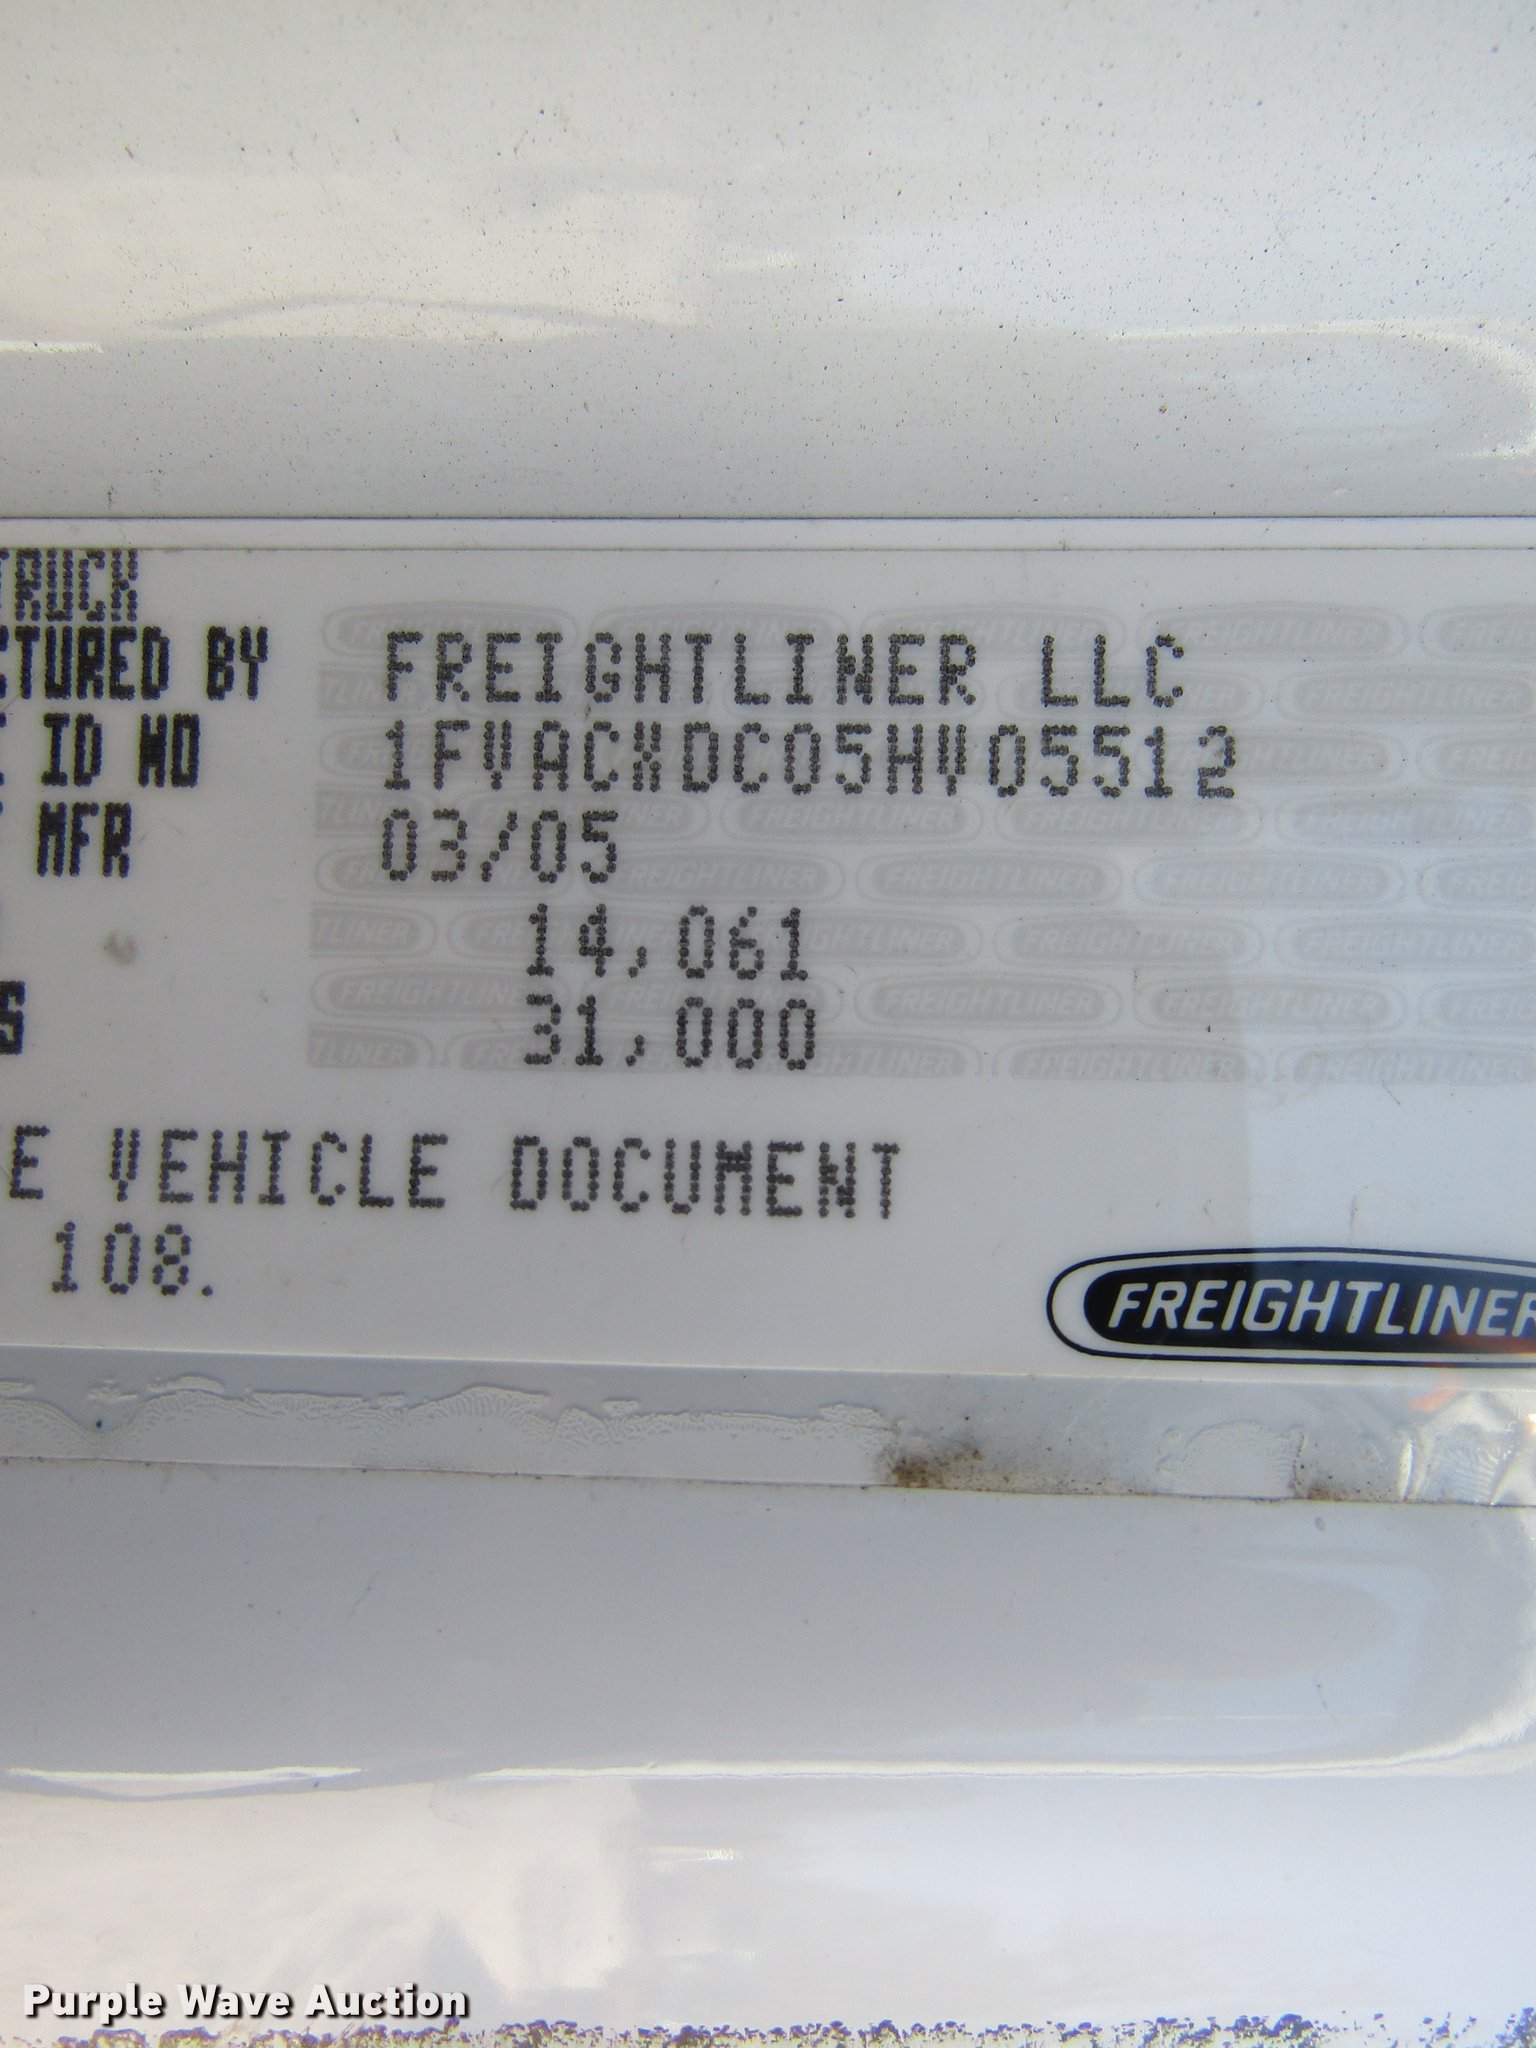 TRUCK
CTURED BY FREIGHTLINER LLC
ID NO 1FVACXDC05HV05512
MFR 03/05
14,061
S 31,000
E VEHICLE DOCUMENT
108.
FREIGHTLINER
Purple Wave Auction